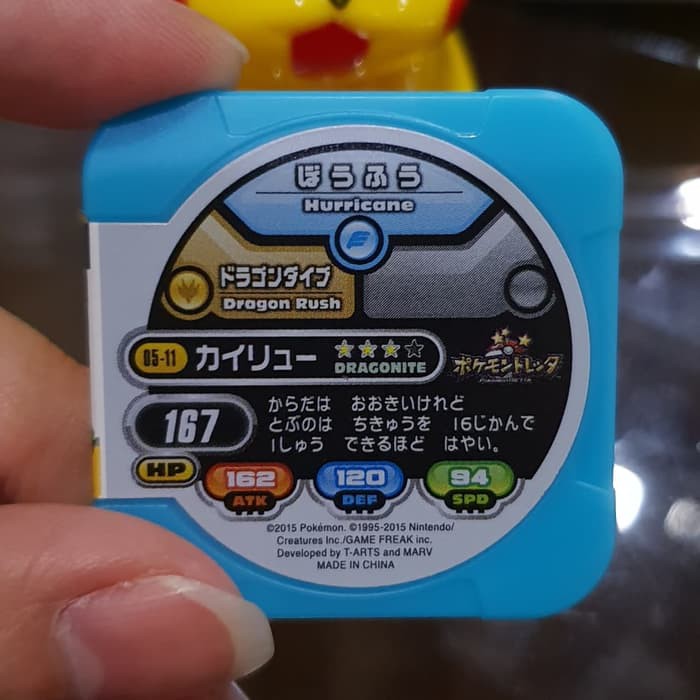 ぼうふう
Hurricane
ドラゴンダイブ
Dragon Rush
05-11 カイリュー
DRAGONITE
ポケモントレッタ
167
からだは おおきいけれど
とぶのは ちきゅうを 16じかんで
1しゅう できるほど はやい。
HP
162
ATK
120
DEF
94
SPD
©2015 Pokémon. ©1995-2015 Nintendo/
Creatures Inc./GAME FREAK inc.
Developed by T-ARTS and MARV
MADE IN CHINA